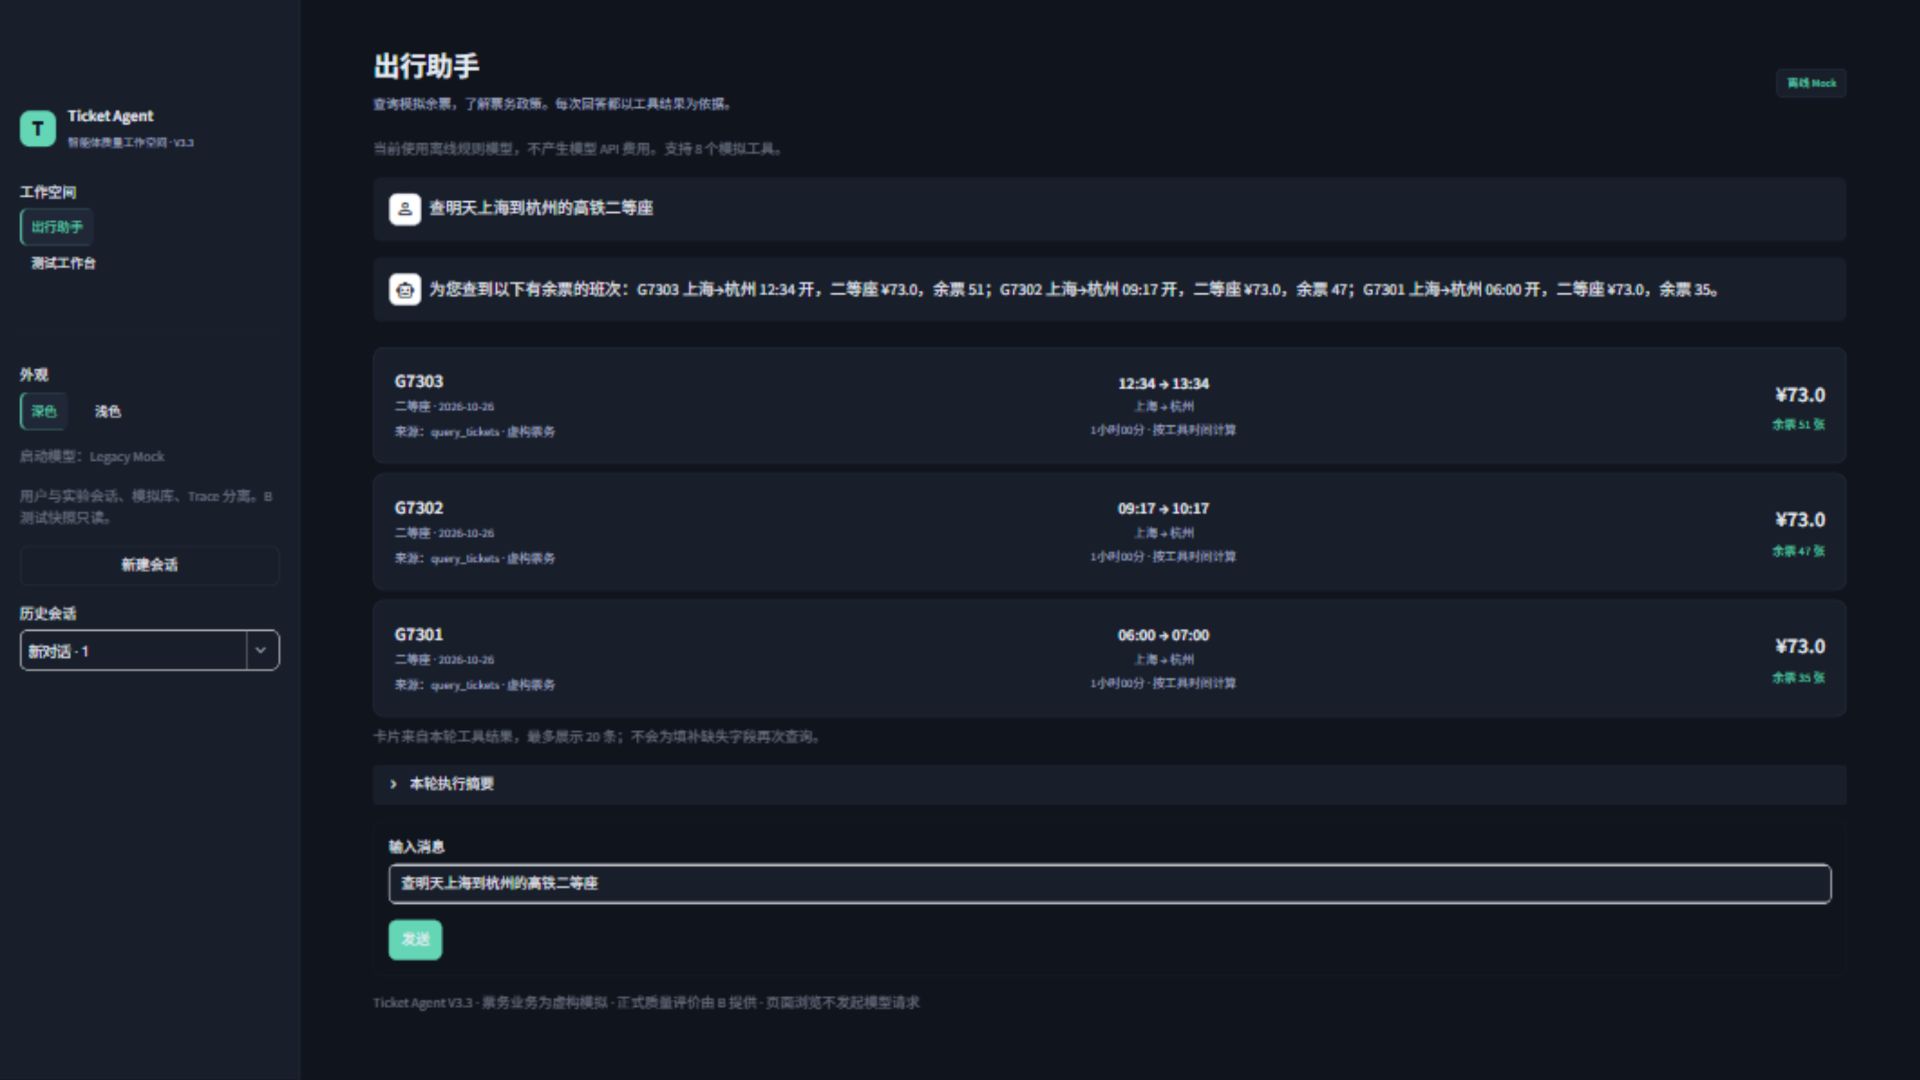 T
Ticket Agent
智能体质量工作空间 · V3.3
工作空间
出行助手
测试工作台
外观
深色
浅色
启动模型：Legacy Mock
用户与实验会话、模拟库、Trace 分离。B
测试快照只读。
新建会话
历史会话
新对话 · 1
出行助手
离线 Mock
查询模拟余票，了解票务政策。每次回答都以工具结果为依据。
当前使用离线规则模型，不产生模型 API 费用。支持 8 个模拟工具。
查明天上海到杭州的高铁二等座
为您查到以下有余票的班次：G7303 上海→杭州 12:34 开，二等座 ¥73.0，余票 51；G7302 上海→杭州 09:17 开，二等座 ¥73.0，余票 47；G7301 上海→杭州 06:00 开，二等座 ¥73.0，余票 35。
G7303
二等座 · 2026-10-26
来源：query_tickets · 虚构票务
12:34 → 13:34
上海 → 杭州
1小时00分 · 按工具时间计算
¥73.0
余票 51 张
G7302
二等座 · 2026-10-26
来源：query_tickets · 虚构票务
09:17 → 10:17
上海 → 杭州
1小时00分 · 按工具时间计算
¥73.0
余票 47 张
G7301
二等座 · 2026-10-26
来源：query_tickets · 虚构票务
06:00 → 07:00
上海 → 杭州
1小时00分 · 按工具时间计算
¥73.0
余票 35 张
卡片来自本轮工具结果，最多展示 20 条；不会为填补缺失字段再次查询。
本轮执行摘要
输入消息
查明天上海到杭州的高铁二等座
发送
Ticket Agent V3.3 · 票务业务为虚构模拟 · 正式质量评价由 B 提供 · 页面浏览不发起模型请求